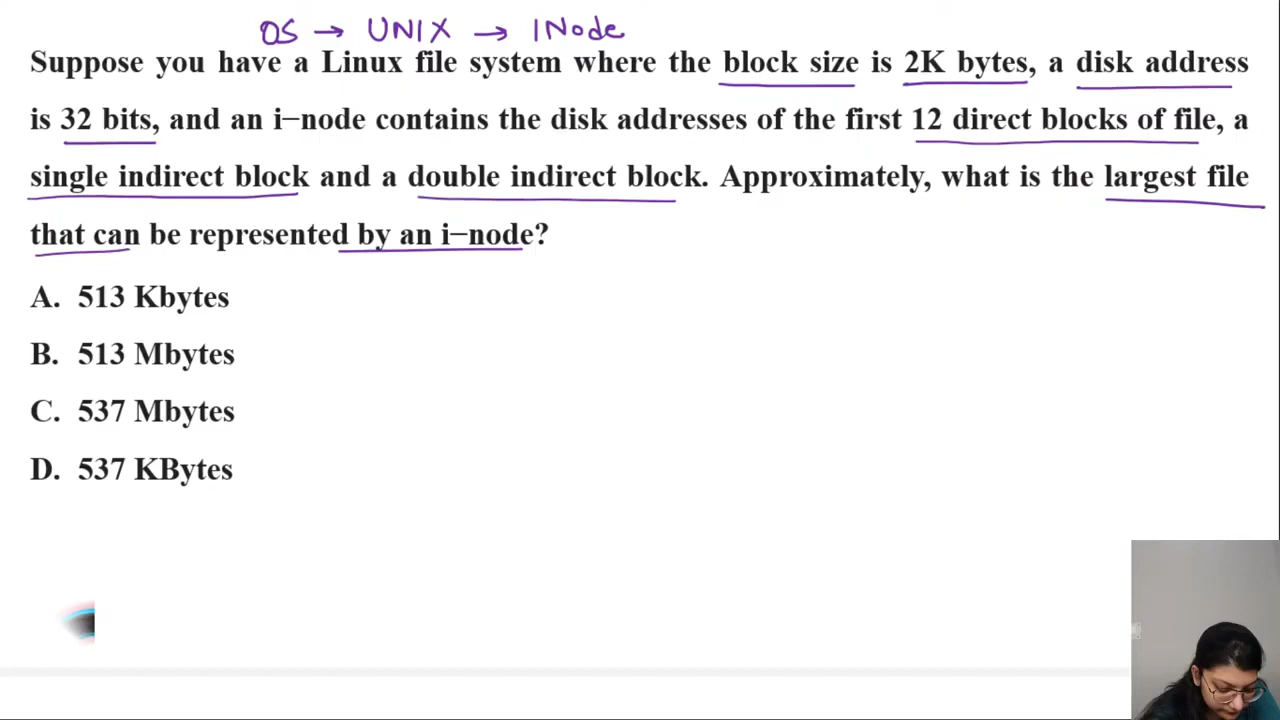 OS → UNIX → INode
Suppose you have a Linux file system where the block size is 2K bytes, a disk address
is 32 bits, and an i−node contains the disk addresses of the first 12 direct blocks of file, a
single indirect block and a double indirect block. Approximately, what is the largest file
that can be represented by an i−node?
A. 513 Kbytes
B. 513 Mbytes
C. 537 Mbytes
D. 537 KBytes